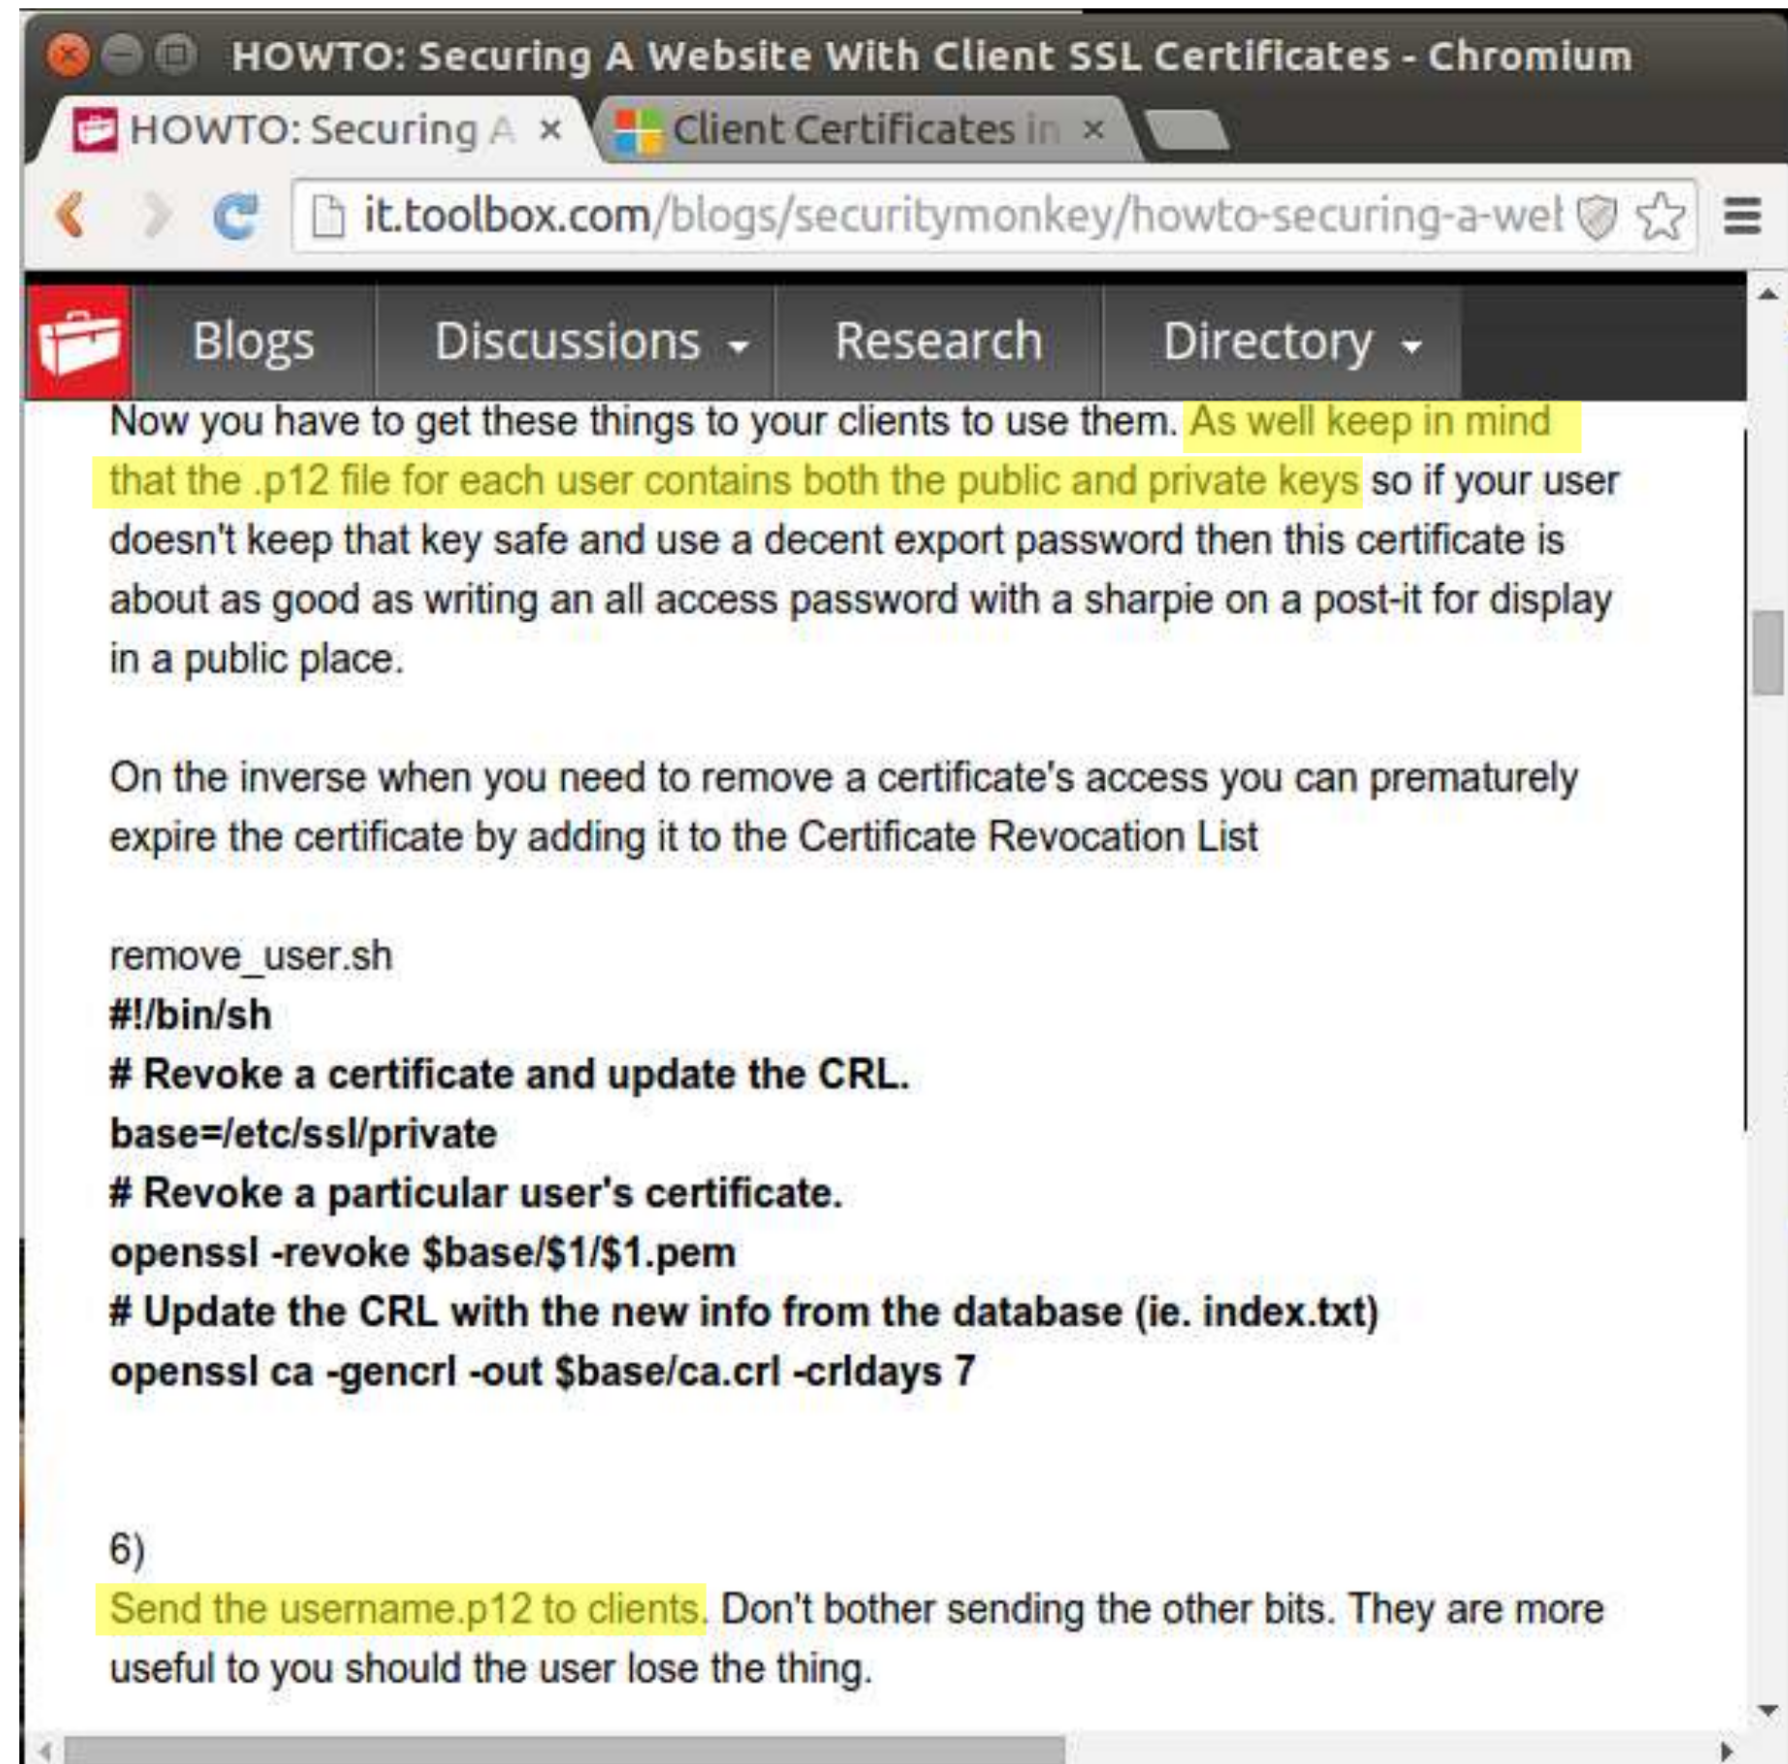 HOWTO: Securing A Website With Client SSL Certificates - Chromium
HOWTO: Securing A
Client Certificates in
it.toolbox.com/blogs/securitymonkey/howto-securing-a-wel
Blogs Discussions Research Directory
Now you have to get these things to your clients to use them. As well keep in mind
that the .p12 file for each user contains both the public and private keys so if your user
doesn't keep that key safe and use a decent export password then this certificate is
about as good as writing an all access password with a sharpie on a post-it for display
in a public place.
On the inverse when you need to remove a certificate's access you can prematurely
expire the certificate by adding it to the Certificate Revocation List
remove_user.sh
#!/bin/sh
# Revoke a certificate and update the CRL.
base=/etc/ssl/private
# Revoke a particular user's certificate.
openssl -revoke $base/$1/$1.pem
# Update the CRL with the new info from the database (ie. index.txt)
openssl ca -gencrl -out $base/ca.crl -crldays 7
6)
Send the username.p12 to clients. Don't bother sending the other bits. They are more
useful to you should the user lose the thing.